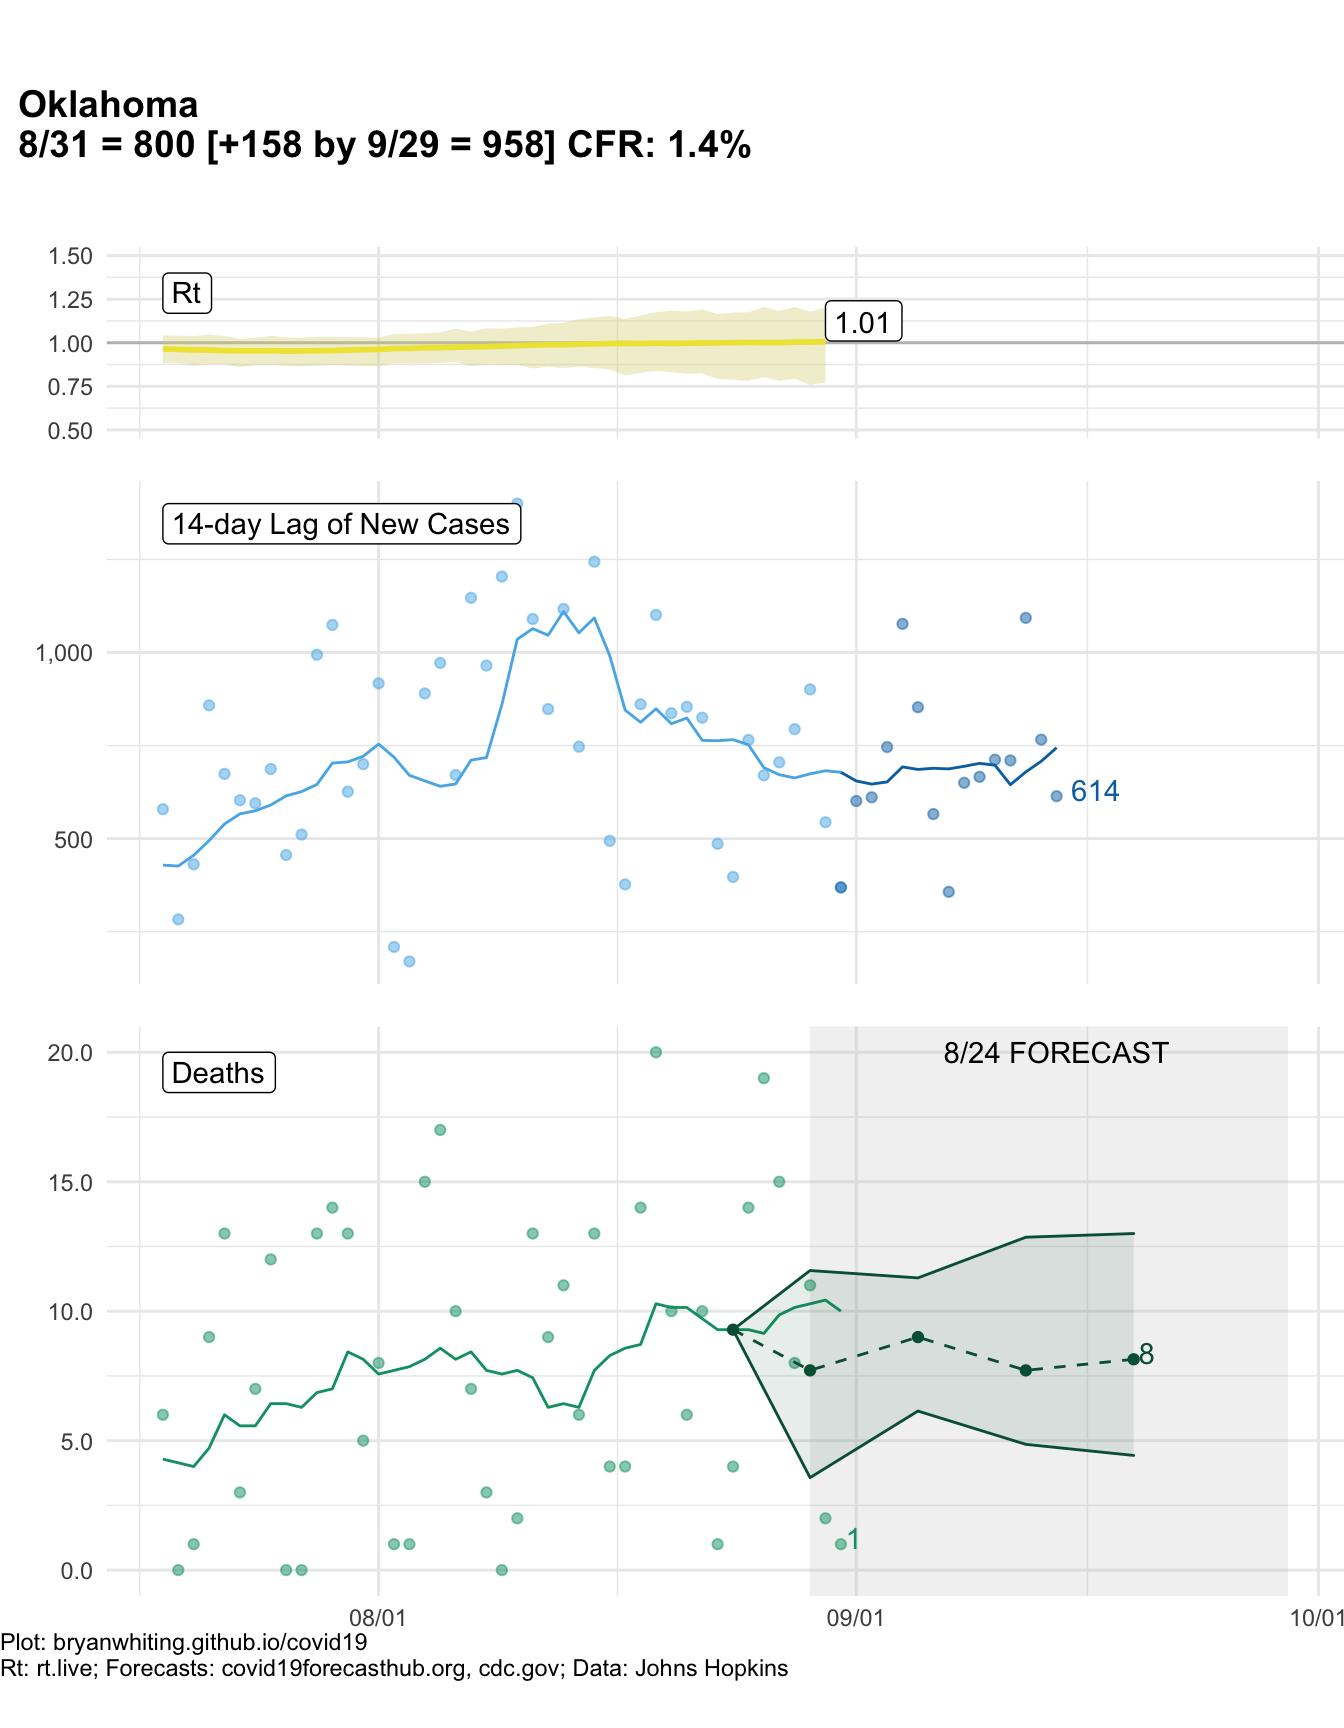 Oklahoma
8/31 = 800 [+158 by 9/29 = 958] CFR: 1.4%
1.50
Rt
1.25
1.01
1.00
0.75
0.50
14-day Lag of New Cases
1,000
614
500
8/24 FORECAST
20.0
Deaths
15.0
10.0
8
5.0
1
0.0
08/01
09/01
10/01
Plot: bryanwhiting.github.io/covid19
Rt: rt.live; Forecasts: covid19forecasthub.org, cdc.gov; Data: Johns Hopkins